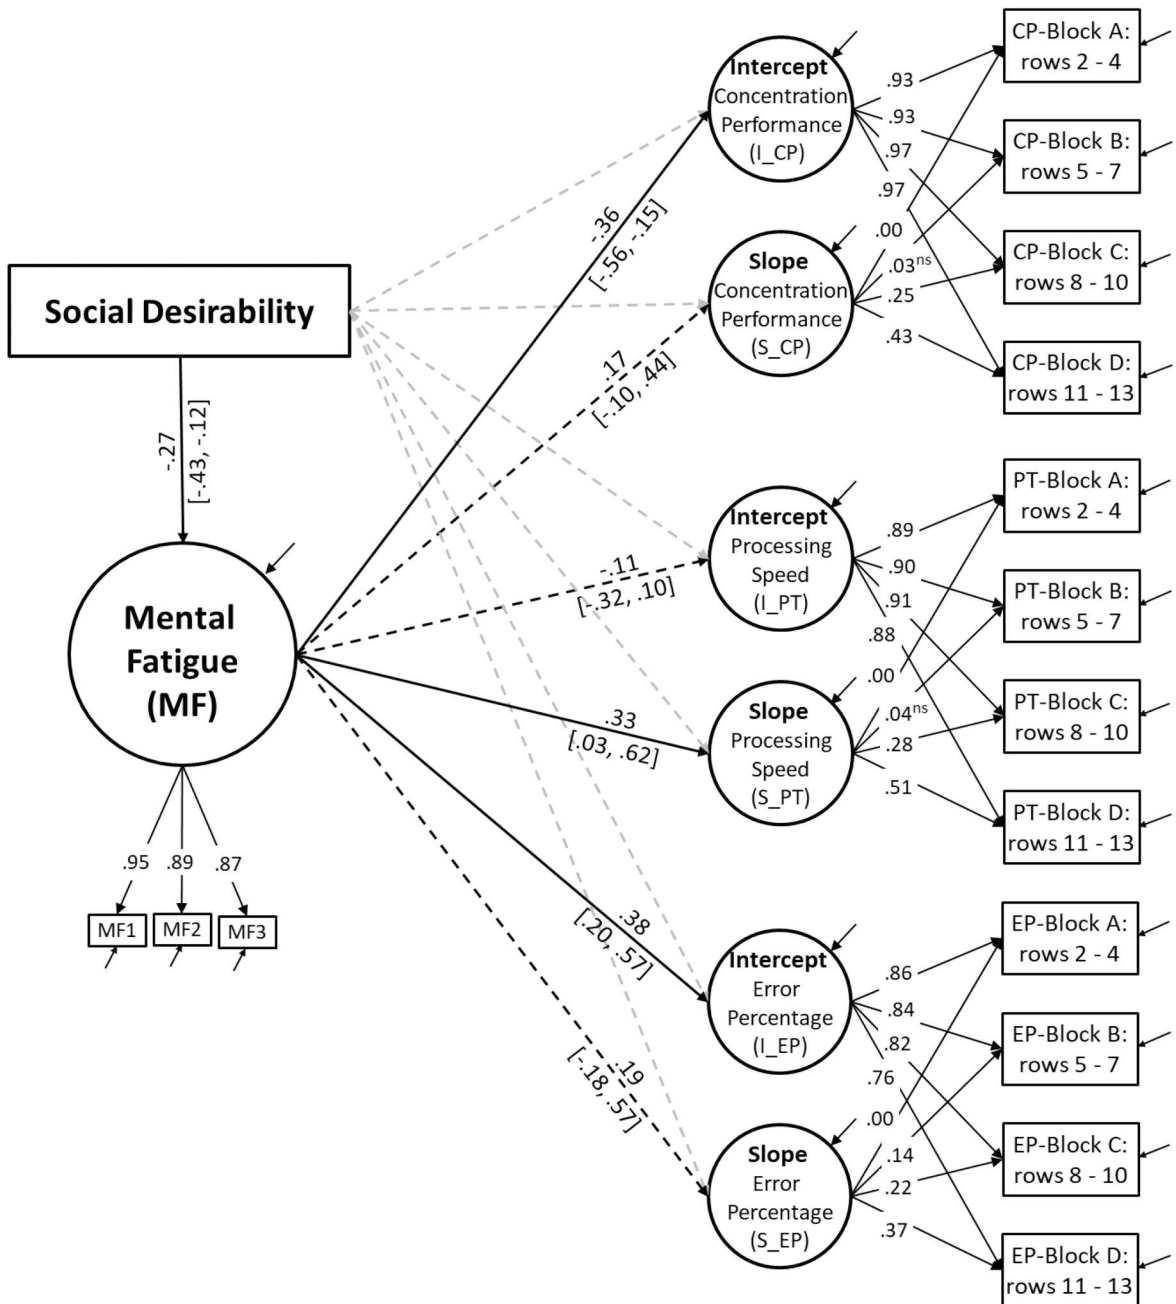 Social Desirability
-.27
[-.43, -.12]
Mental
Fatigue
(MF)
.95
.89
.87
MF1
MF2
MF3
-.36
[-.56, -.15]
.17
[-.10, .44]
-.11
[-.32, .10]
.33
[.03, .62]
.38
[.20, .57]
.19
[-.18, .57]
Intercept
Concentration
Performance
(I_CP)
.93
.93
.97
.97
Slope
Concentration
Performance
(S_CP)
.00
.03ns
.25
.43
CP-Block A:
rows 2 - 4
CP-Block B:
rows 5 - 7
CP-Block C:
rows 8 - 10
CP-Block D:
rows 11 - 13
Intercept
Processing
Speed
(I_PT)
.89
.90
.91
.88
Slope
Processing
Speed
(S_PT)
.00
.04ns
.28
.51
PT-Block A:
rows 2 - 4
PT-Block B:
rows 5 - 7
PT-Block C:
rows 8 - 10
PT-Block D:
rows 11 - 13
Intercept
Error
Percentage
(I_EP)
.86
.84
.82
.76
Slope
Error
Percentage
(S_EP)
.00
.14
.22
.37
EP-Block A:
rows 2 - 4
EP-Block B:
rows 5 - 7
EP-Block C:
rows 8 - 10
EP-Block D:
rows 11 - 13